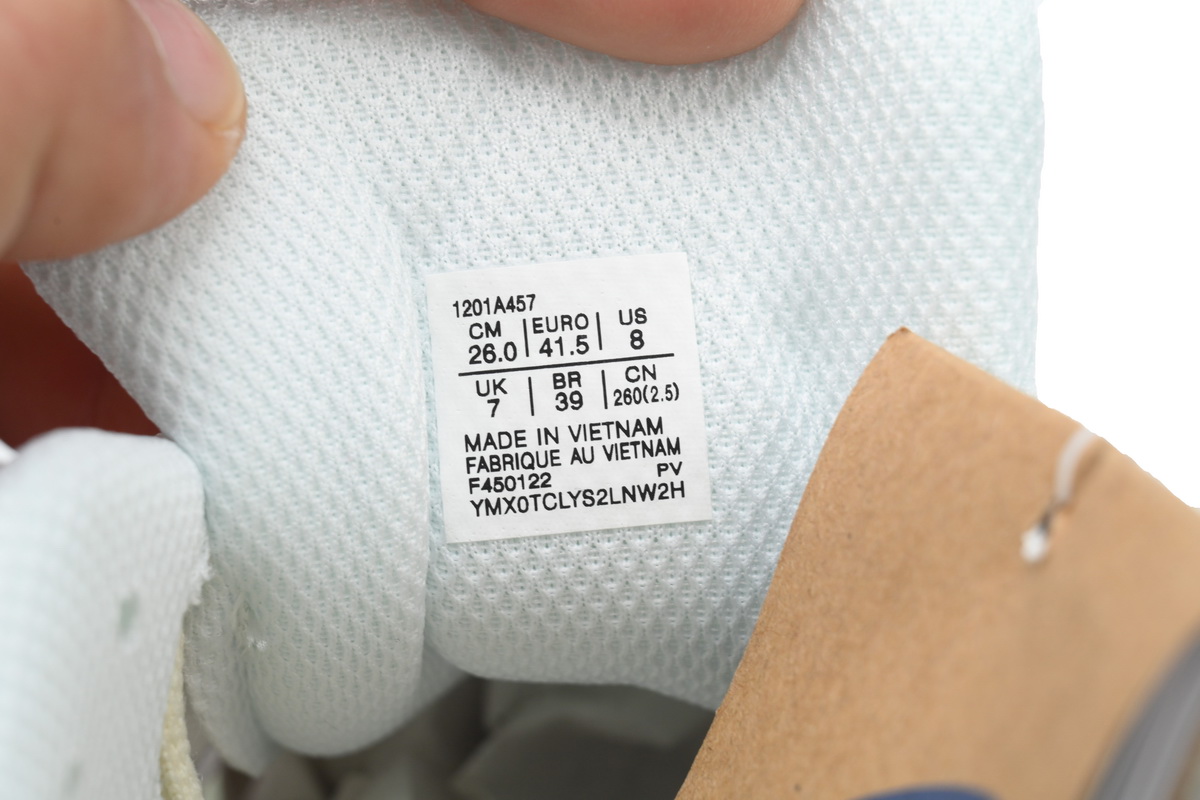 1201A457
CM | EURO | US
26.0 | 41.5 | 8
UK | BR | CN
7 | 39 | 260(2.5)
MADE IN VIETNAM
FABRIQUE AU VIETNAM
F450122 PV
YMX0TCLYS2LNW2H